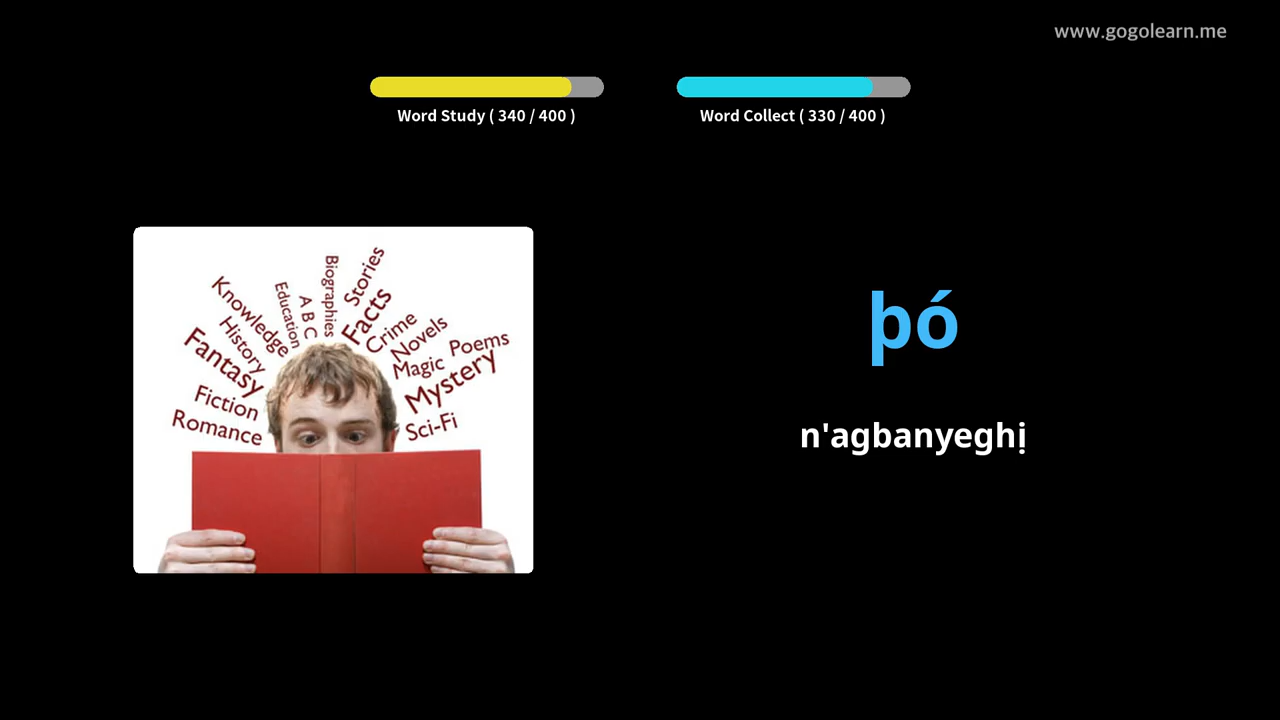 www.gogolearn.me
Word Study ( 340 / 400 )
Word Collect ( 330 / 400 )
Biographies
Stories
Education
A B C
Facts
Knowledge
Crime
History
Novels
Fantasy
Magic
Poems
Mystery
Fiction
Romance
Sci-Fi
þó
n'agbanyeghị